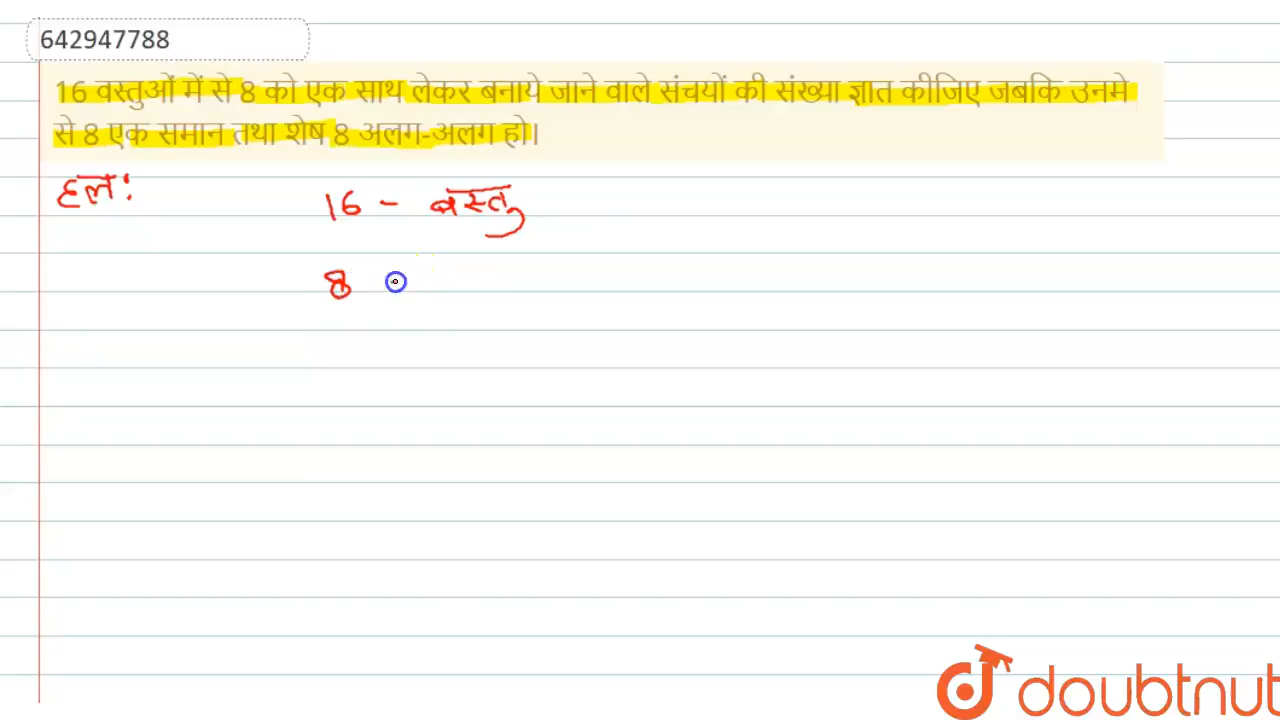 642947788
16 वस्तुओं में से 8 को एक साथ लेकर बनाये जाने वाले संचयों की संख्या ज्ञात कीजिए जबकि उनमे
से 8 एक समान तथा शेष 8 अलग-अलग हो।
हल:
16 - वस्तु
8
doubtnut